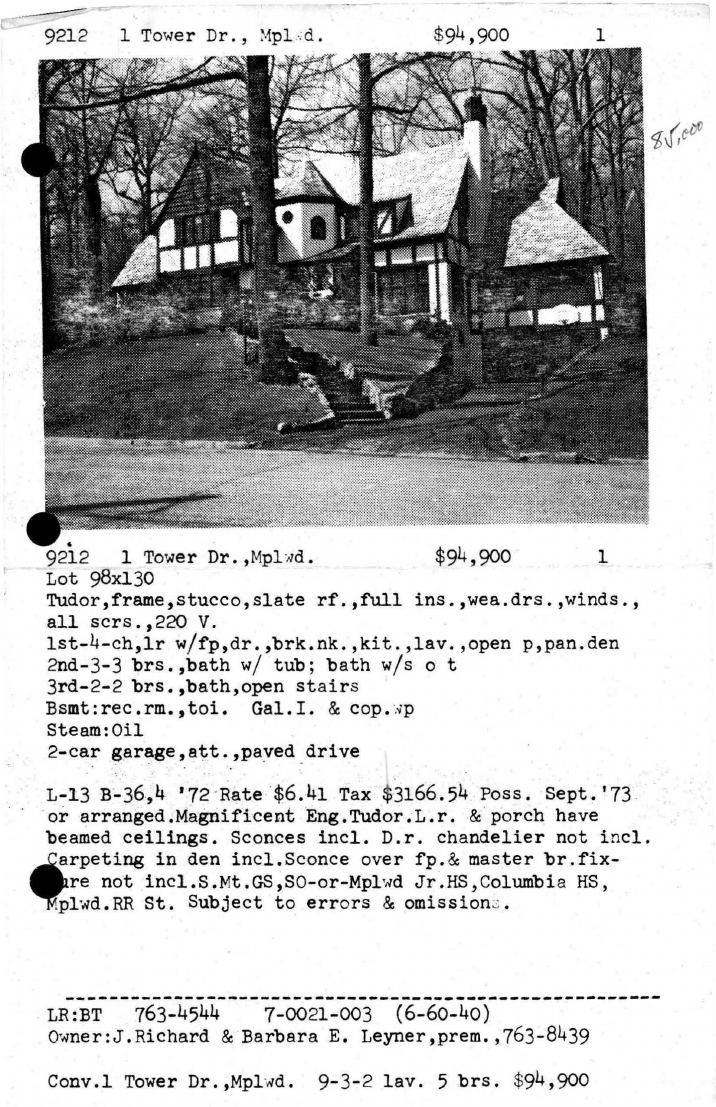 9212 1 Tower Dr., Mplwd. $94,900 1
85,000
9212 1 Tower Dr.,Mplwd. $94,900 1
Lot 98x130
Tudor,frame,stucco,slate rf.,full ins.,wea.drs.,winds.,
all scrs.,220 V.
1st-4-ch,lr w/fp,dr.,brk.nk.,kit.,lav.,open p,pan.den
2nd-3-3 brs.,bath w/ tub; bath w/s o t
3rd-2-2 brs.,bath,open stairs
Bsmt:rec.rm.,toi. Gal.I. & cop.wp
Steam:Oil
2-car garage,att.,paved drive
L-13 B-36,4 '72 Rate $6.41 Tax $3166.54 Poss. Sept.'73
or arranged.Magnificent Eng.Tudor.L.r. & porch have
beamed ceilings. Sconces incl. D.r. chandelier not incl.
Carpeting in den incl.Sconce over fp.& master br.fix-
ure not incl.S.Mt.GS,SO-or-Mplwd Jr.HS,Columbia HS,
Mplwd.RR St. Subject to errors & omissions.
LR:BT 763-4544 7-0021-003 (6-60-40)
Owner:J.Richard & Barbara E. Leyner,prem.,763-8439
Conv.1 Tower Dr.,Mplwd. 9-3-2 lav. 5 brs. $94,900